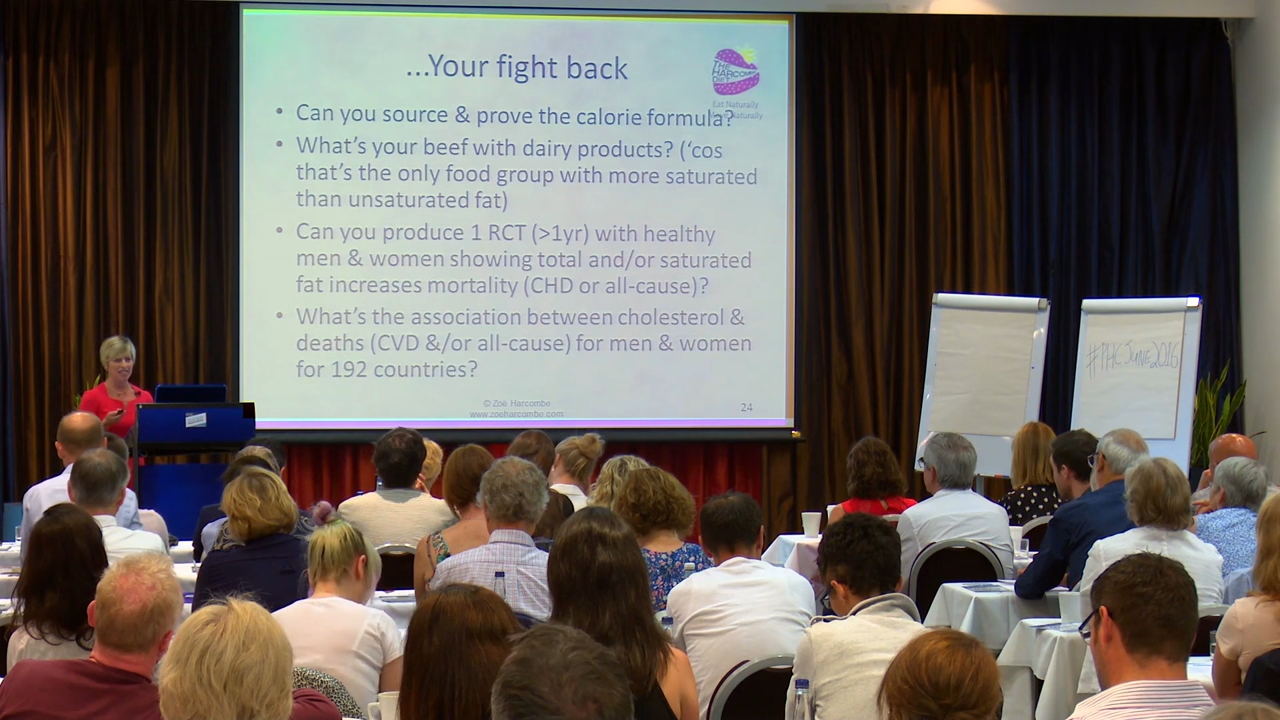 ...Your fight back
THE
HARCOMBE
DIET
Eat Naturally
Move Naturally
• Can you source & prove the calorie formula?
• What's your beef with dairy products? ('cos
that's the only food group with more saturated
than unsaturated fat)
• Can you produce 1 RCT (>1yr) with healthy
men & women showing total and/or saturated
fat increases mortality (CHD or all-cause)?
• What's the association between cholesterol &
deaths (CVD &/or all-cause) for men & women
for 192 countries?
© Zoë Harcombe
www.zoeharcombe.com
24
#PHCJUNE2016